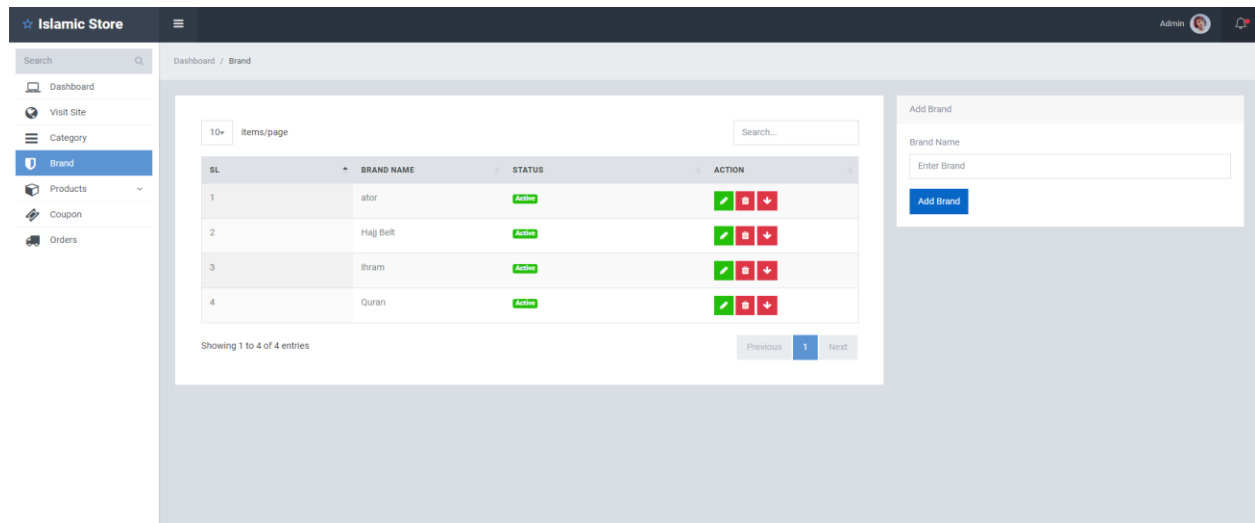 Islamic Store
Admin
Search
Dashboard / Brand
Dashboard
Visit Site
Category
Brand
Products
Coupon
Orders
10 items/page
Search...
SL BRAND NAME STATUS ACTION
1 ator Active
2 Hajj Belt Active
3 Ihram Active
4 Quran Active
Showing 1 to 4 of 4 entries
Previous 1 Next
Add Brand
Brand Name
Enter Brand
Add Brand